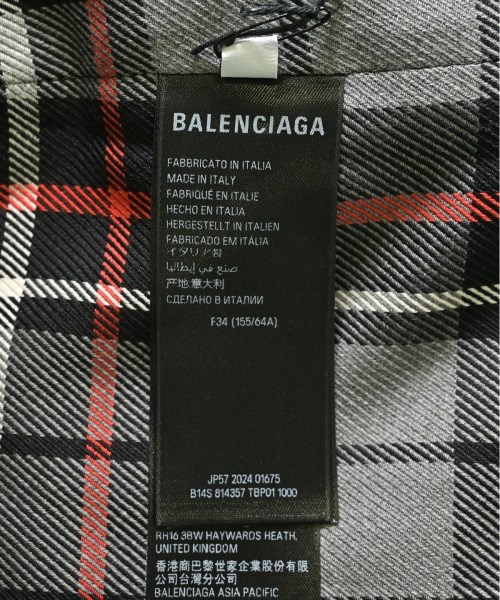 BALENCIAGA
FABBRICATO IN ITALIA
MADE IN ITALY
FABRIQUÉ EN ITALIE
HECHO EN ITALIA
HERGESTELLT IN ITALIEN
FABRICADO EM ITÁLIA
イタリア製
صنع في إيطاليا
产地:意大利
СДЕЛАНО В ИТАЛИИ
F34 (155/64A)
JP57 2024 01675
B14S 814357 TBP01 1000
RH16 3BW HAYWARDS HEATH,
UNITED KINGDOM
香港商巴黎世家企業股份有限
公司台灣分公司
BALENCIAGA ASIA PACIFIC